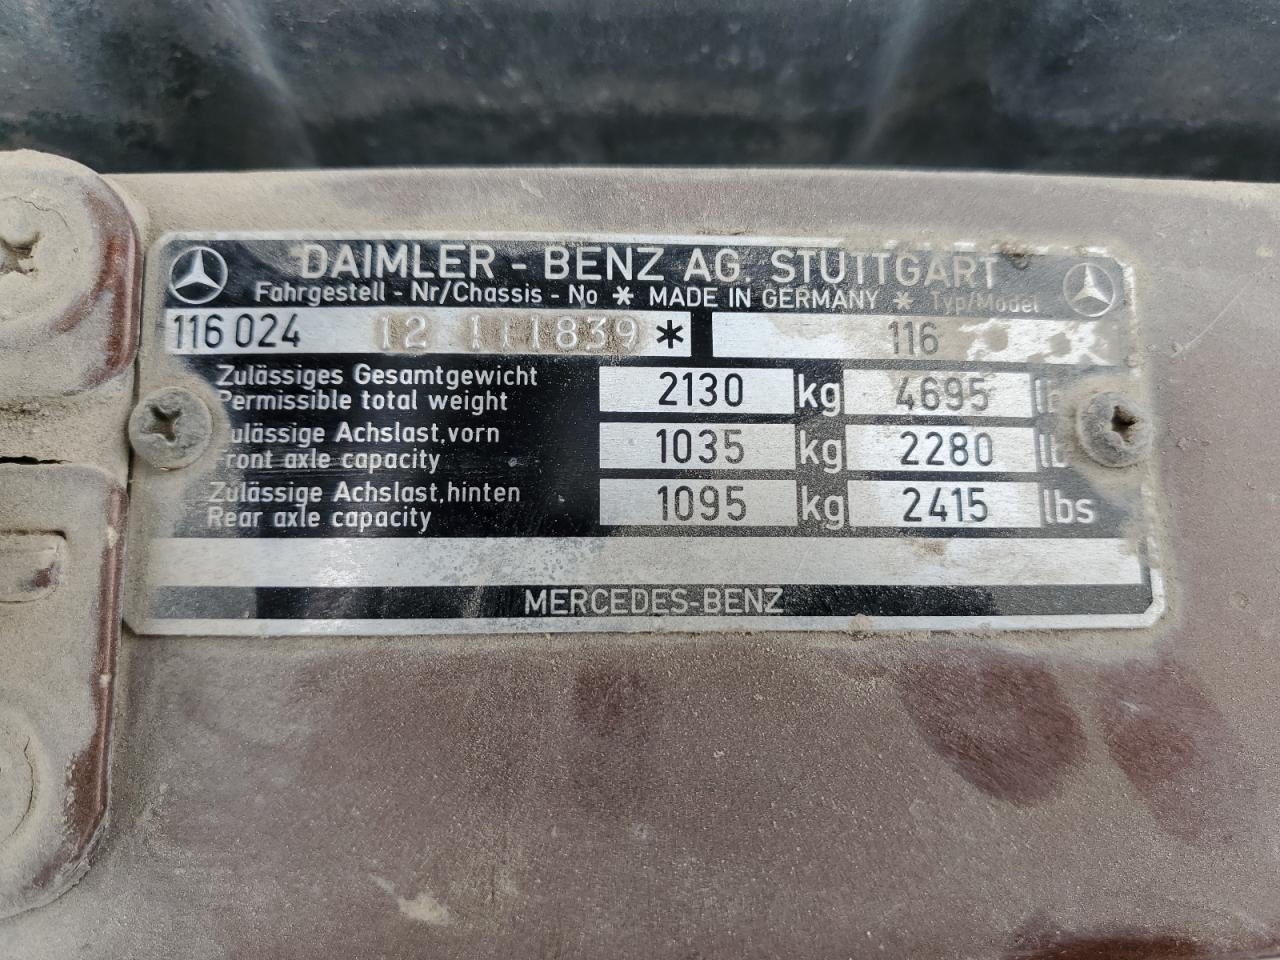 DAIMLER - BENZ AG. STUTTGART
Fahrgestell - Nr/Chassis - No * MADE IN GERMANY * Typ/Model
116 024 12 111839 * 116
Zulässiges Gesamtgewicht
Permissible total weight 2130 kg 4695
Zulässige Achslast,vorn
Front axle capacity 1035 kg 2280
Zulässige Achslast,hinten
Rear axle capacity 1095 kg 2415 lbs
MERCEDES-BENZ